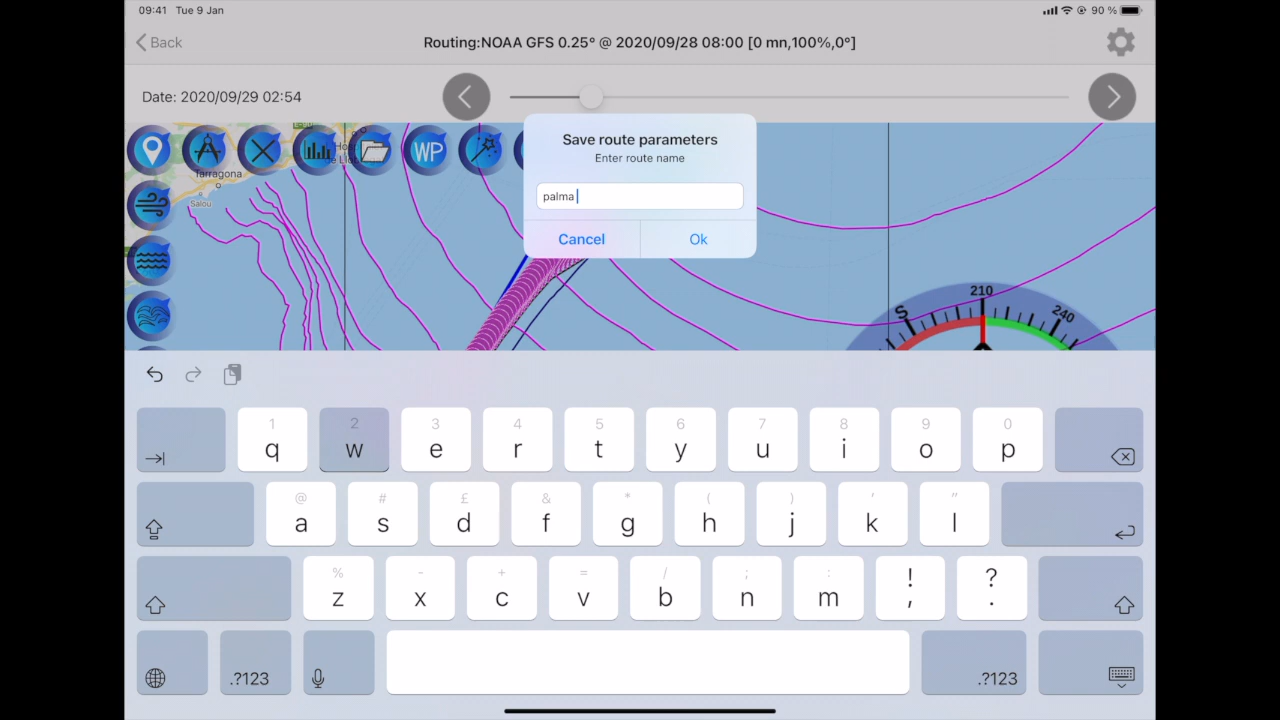 09:41 Tue 9 Jan
90 %
Back
Routing:NOAA GFS 0.25° @ 2020/09/28 08:00 [0 mn,100%,0°]
Date: 2020/09/29 02:54
WP
Tarragona
Salou
Save route parameters
Enter route name
palma
Cancel
Ok
S
210
240
1 2 3 4 5 6 7 8 9 0
q w e r t y u i o p
@ # £ & * ( ) ' "
a s d f g h j k l
% - + = / ; : ! ?
z x c v b n m , .
.?123
.?123